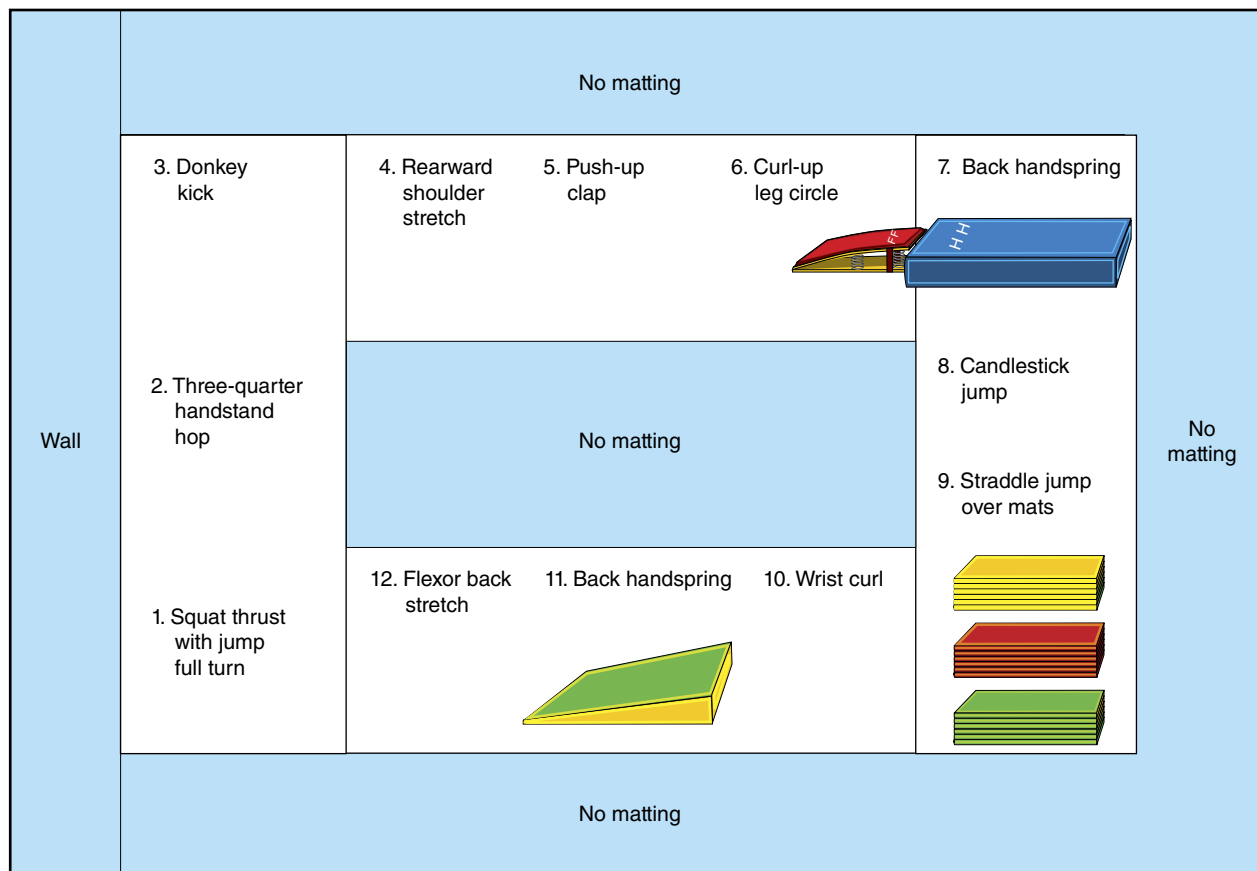 No matting
3. Donkey
kick
4. Rearward
shoulder
stretch
5. Push-up
clap
6. Curl-up
leg circle
7. Back handspring
FF
H H
2. Three-quarter
handstand
hop
Wall
No matting
8. Candlestick
jump
No
matting
9. Straddle jump
over mats
1. Squat thrust
with jump
full turn
12. Flexor back
stretch
11. Back handspring
10. Wrist curl
No matting